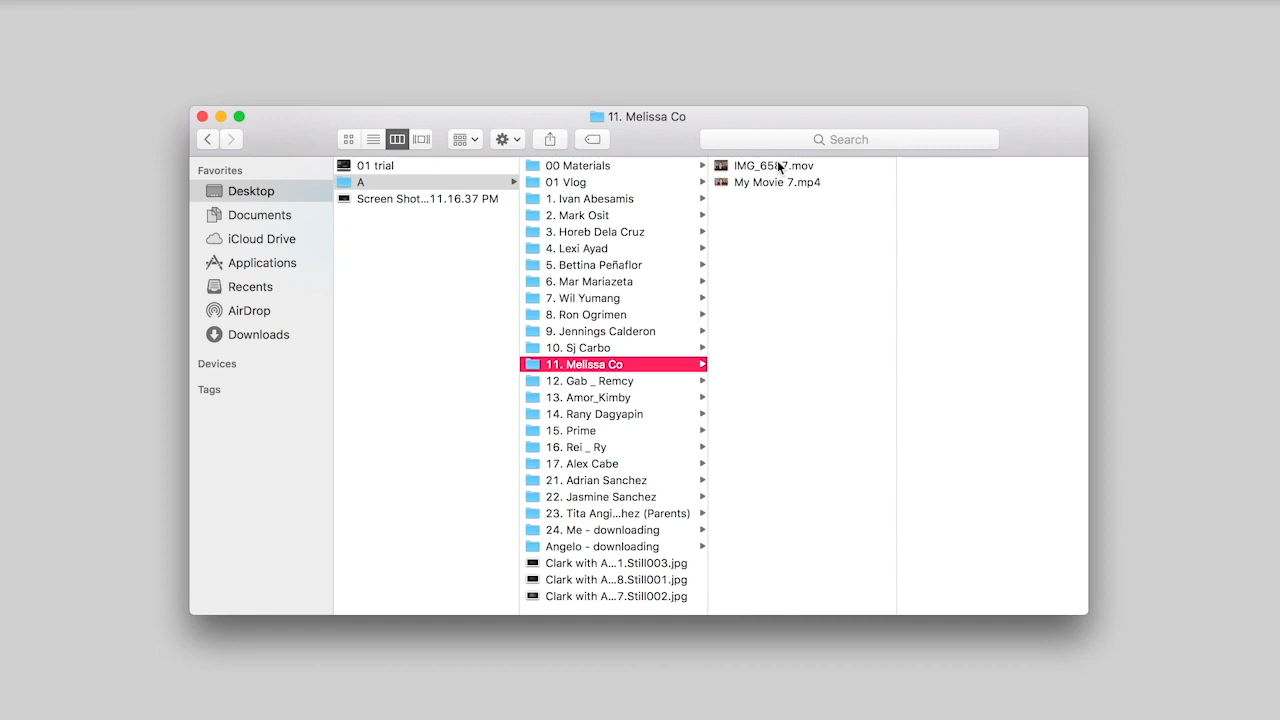 11. Melissa Co
Search
Favorites
Desktop
Documents
iCloud Drive
Applications
Recents
AirDrop
Downloads
Devices
Tags
01 trial
A
Screen Shot...11.16.37 PM
00 Materials
01 Vlog
1. Ivan Abesamis
2. Mark Osit
3. Horeb Dela Cruz
4. Lexi Ayad
5. Bettina Peñaflor
6. Mar Mariazeta
7. Wil Yumang
8. Ron Ogrimen
9. Jennings Calderon
10. Sj Carbo
11. Melissa Co
12. Gab _ Remcy
13. Amor_Kimby
14. Rany Dagyapin
15. Prime
16. Rei _ Ry
17. Alex Cabe
21. Adrian Sanchez
22. Jasmine Sanchez
23. Tita Angi...hez (Parents)
24. Me - downloading
Angelo - downloading
Clark with A...1.Still003.jpg
Clark with A...8.Still001.jpg
Clark with A...7.Still002.jpg
My Movie 7.mp4